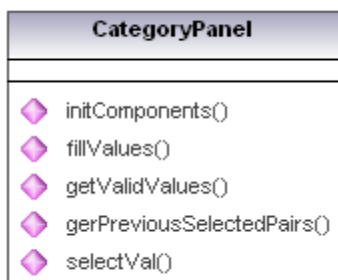 CategoryPanel
initComponents()
fillValues()
getValidValues()
gerPreviousSelectedPairs()
selectVal()